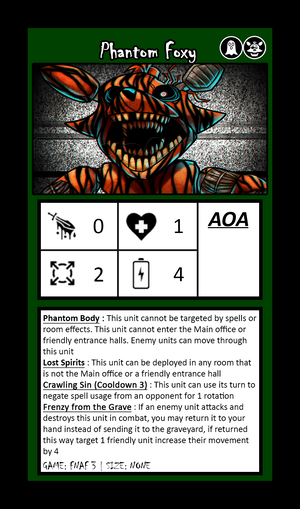 Phantom Foxy
0
1
AOA
2
4
Phantom Body : This unit cannot be targeted by spells or
room effects. This unit cannot enter the Main office or
friendly entrance halls. Enemy units can move through
this unit
Lost Spirits : This unit can be deployed in any room that
is not the Main office or a friendly entrance hall
Crawling Sin (Cooldown 3) : This unit can use its turn to
negate spell usage from an opponent for 1 rotation
Frenzy from the Grave : If an enemy unit attacks and
destroys this unit in combat, you may return it to your
hand instead of sending it to the graveyard, if returned
this way target 1 friendly unit increase their movement
by 4
GAME: FNAF 3 | SIZE: NONE